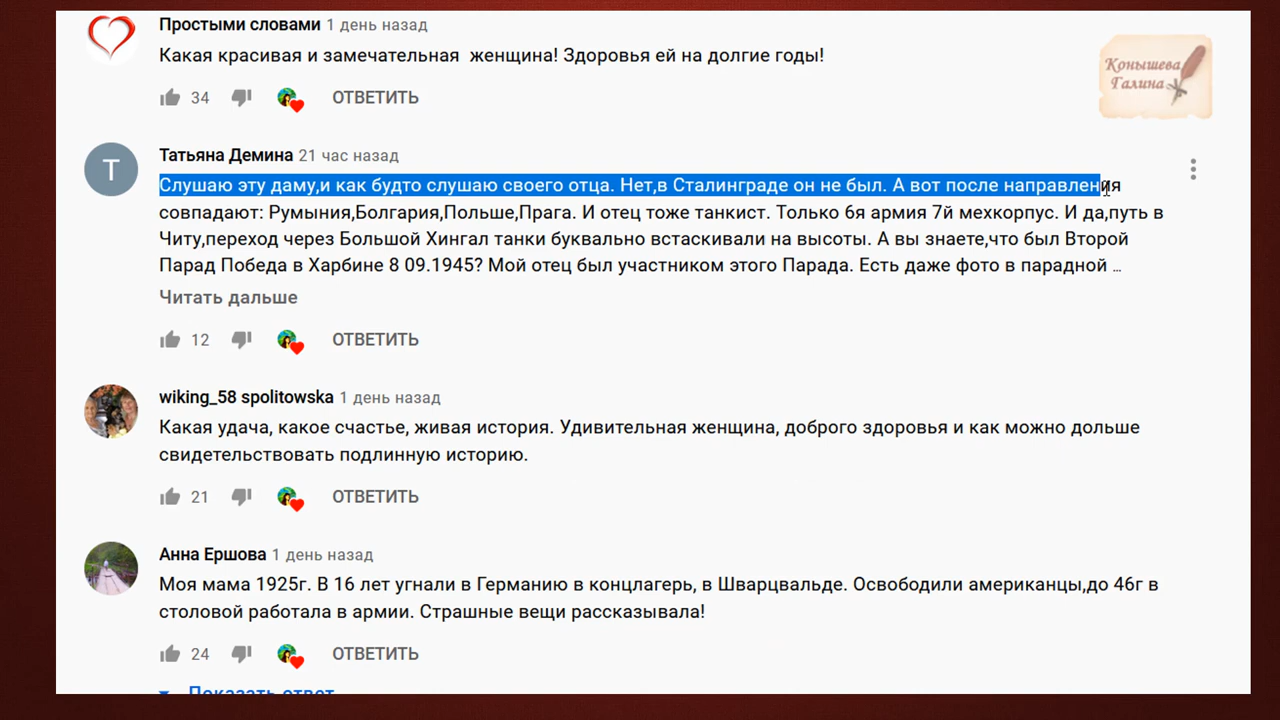 Простыми словами 1 день назад
Какая красивая и замечательная женщина! Здоровья ей на долгие годы!
Конышева
Галина
34 ОТВЕТИТЬ
Т
Татьяна Демина 21 час назад
Слушаю эту даму,и как будто слушаю своего отца. Нет,в Сталинграде он не был. А вот после направления
совпадают: Румыния,Болгария,Польше,Прага. И отец тоже танкист. Только 6я армия 7й мехкорпус. И да,путь в
Читу,переход через Большой Хингал танки буквально встаскивали на высоты. А вы знаете,что был Второй
Парад Победа в Харбине 8 09.1945? Мой отец был участником этого Парада. Есть даже фото в парадной ...
Читать дальше
12 ОТВЕТИТЬ
wiking_58 spolitowska 1 день назад
Какая удача, какое счастье, живая история. Удивительная женщина, доброго здоровья и как можно дольше
свидетельствовать подлинную историю.
21 ОТВЕТИТЬ
Анна Ершова 1 день назад
Моя мама 1925г. В 16 лет угнали в Германию в концлагерь, в Шварцвальде. Освободили американцы,до 46г в
столовой работала в армии. Страшные вещи рассказывала!
24 ОТВЕТИТЬ
Показать ответ